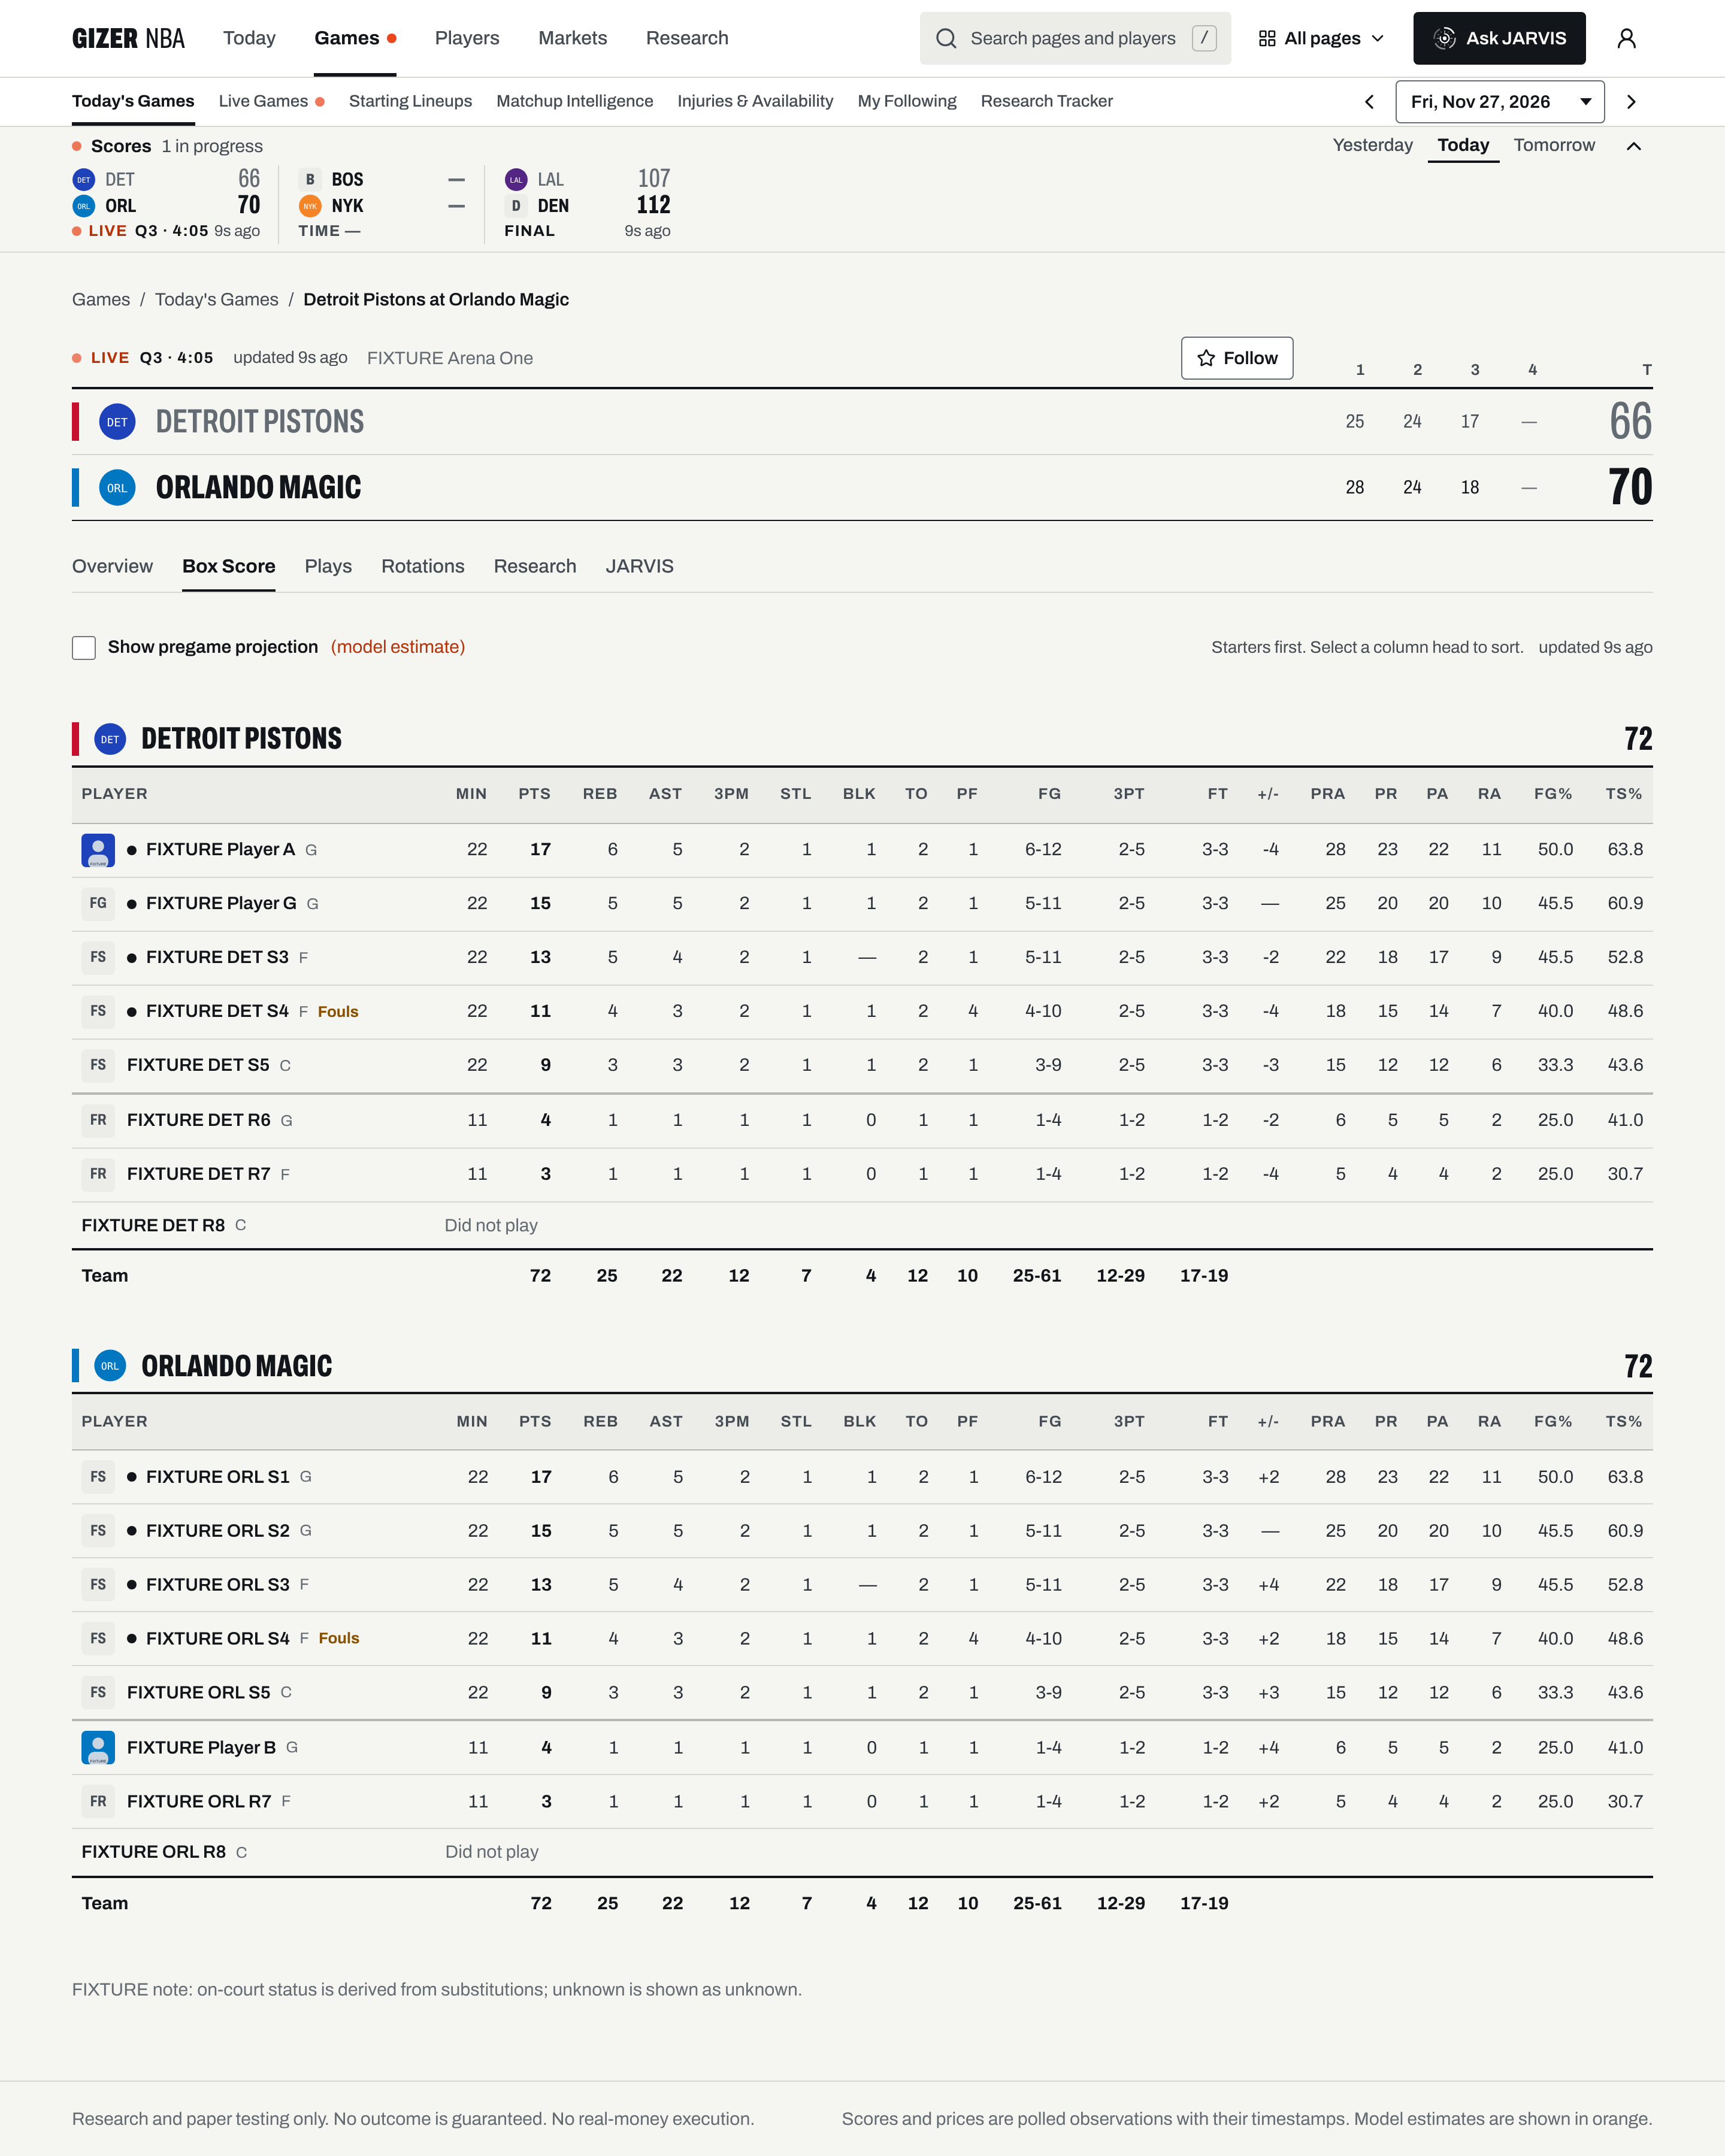 GIZER NBA Today Games Players Markets Research Search pages and players / All pages Ask JARVIS
Today's Games Live Games Starting Lineups Matchup Intelligence Injuries & Availability My Following Research Tracker Fri, Nov 27, 2026
Scores 1 in progress Yesterday Today Tomorrow
DET DET 66 B BOS — LAL LAL 107
ORL ORL 70 NYK NYK — D DEN 112
LIVE Q3 · 4:05 9s ago TIME — FINAL 9s ago
Games / Today's Games / Detroit Pistons at Orlando Magic
LIVE Q3 · 4:05 updated 9s ago FIXTURE Arena One Follow 1 2 3 4 T
DET DETROIT PISTONS 25 24 17 — 66
ORL ORLANDO MAGIC 28 24 18 — 70
Overview Box Score Plays Rotations Research JARVIS
Show pregame projection (model estimate) Starters first. Select a column head to sort. updated 9s ago
DET DETROIT PISTONS 72
PLAYER MIN PTS REB AST 3PM STL BLK TO PF FG 3PT FT +/- PRA PR PA RA FG% TS%
FIXTURE FIXTURE Player A G 22 17 6 5 2 1 1 2 1 6-12 2-5 3-3 -4 28 23 22 11 50.0 63.8
FG FIXTURE Player G G 22 15 5 5 2 1 1 2 1 5-11 2-5 3-3 — 25 20 20 10 45.5 60.9
FS FIXTURE DET S3 F 22 13 5 4 2 1 — 2 1 5-11 2-5 3-3 -2 22 18 17 9 45.5 52.8
FS FIXTURE DET S4 F Fouls 22 11 4 3 2 1 1 2 4 4-10 2-5 3-3 -4 18 15 14 7 40.0 48.6
FS FIXTURE DET S5 C 22 9 3 3 2 1 1 2 1 3-9 2-5 3-3 -3 15 12 12 6 33.3 43.6
FR FIXTURE DET R6 G 11 4 1 1 1 1 0 1 1 1-4 1-2 1-2 -2 6 5 5 2 25.0 41.0
FR FIXTURE DET R7 F 11 3 1 1 1 1 0 1 1 1-4 1-2 1-2 -4 5 4 4 2 25.0 30.7
FIXTURE DET R8 C Did not play
Team 72 25 22 12 7 4 12 10 25-61 12-29 17-19
ORL ORLANDO MAGIC 72
PLAYER MIN PTS REB AST 3PM STL BLK TO PF FG 3PT FT +/- PRA PR PA RA FG% TS%
FS FIXTURE ORL S1 G 22 17 6 5 2 1 1 2 1 6-12 2-5 3-3 +2 28 23 22 11 50.0 63.8
FS FIXTURE ORL S2 G 22 15 5 5 2 1 1 2 1 5-11 2-5 3-3 — 25 20 20 10 45.5 60.9
FS FIXTURE ORL S3 F 22 13 5 4 2 1 — 2 1 5-11 2-5 3-3 +4 22 18 17 9 45.5 52.8
FS FIXTURE ORL S4 F Fouls 22 11 4 3 2 1 1 2 4 4-10 2-5 3-3 +2 18 15 14 7 40.0 48.6
FS FIXTURE ORL S5 C 22 9 3 3 2 1 1 2 1 3-9 2-5 3-3 +3 15 12 12 6 33.3 43.6
FIXTURE FIXTURE Player B G 11 4 1 1 1 1 0 1 1 1-4 1-2 1-2 +4 6 5 5 2 25.0 41.0
FR FIXTURE ORL R7 F 11 3 1 1 1 1 0 1 1 1-4 1-2 1-2 +2 5 4 4 2 25.0 30.7
FIXTURE ORL R8 C Did not play
Team 72 25 22 12 7 4 12 10 25-61 12-29 17-19
FIXTURE note: on-court status is derived from substitutions; unknown is shown as unknown.
Research and paper testing only. No outcome is guaranteed. No real-money execution. Scores and prices are polled observations with their timestamps. Model estimates are shown in orange.